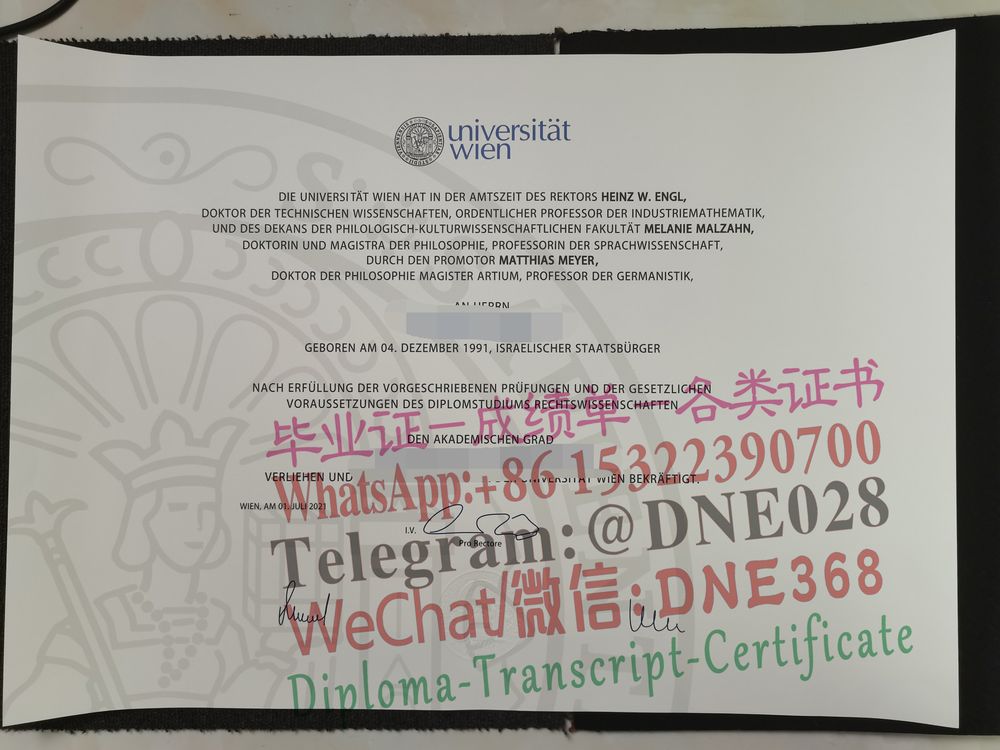 universität
wien
DIE UNIVERSITÄT WIEN HAT IN DER AMTSZEIT DES REKTORS HEINZ W. ENGL,
DOKTOR DER TECHNISCHEN WISSENSCHAFTEN, ORDENTLICHER PROFESSOR DER INDUSTRIEMATHEMATIK,
UND DES DEKANS DER PHILOLOGISCH-KULTURWISSENSCHAFTLICHEN FAKULTÄT MELANIE MALZAHN,
DOKTORIN UND MAGISTRA DER PHILOSOPHIE, PROFESSORIN DER SPRACHWISSENSCHAFT,
DURCH DEN PROMOTOR MATTHIAS MEYER,
DOKTOR DER PHILOSOPHIE MAGISTER ARTIUM, PROFESSOR DER GERMANISTIK,
AN HERRN
GEBOREN AM 04. DEZEMBER 1991, ISRAELISCHER STAATSBÜRGER
NACH ERFÜLLUNG DER VORGESCHRIEBENEN PRÜFUNGEN UND DER GESETZLICHEN
VORAUSSETZUNGEN DES DIPLOMSTUDIUMS RECHTSWISSENSCHAFTEN
毕业证－成绩单－各类证书
DEN AKADEMISCHEN GRAD
VERLIEHEN UND DER UNIVERSITÄT WIEN BEKRÄFTIGT.
WhatsApp:+86 15322390700
WIEN, AM 01. JULI 2021
I.V.
Pro Rectore
Telegram:@DNE028
WeChat/微信:DNE368
Diploma-Transcript-Certificate